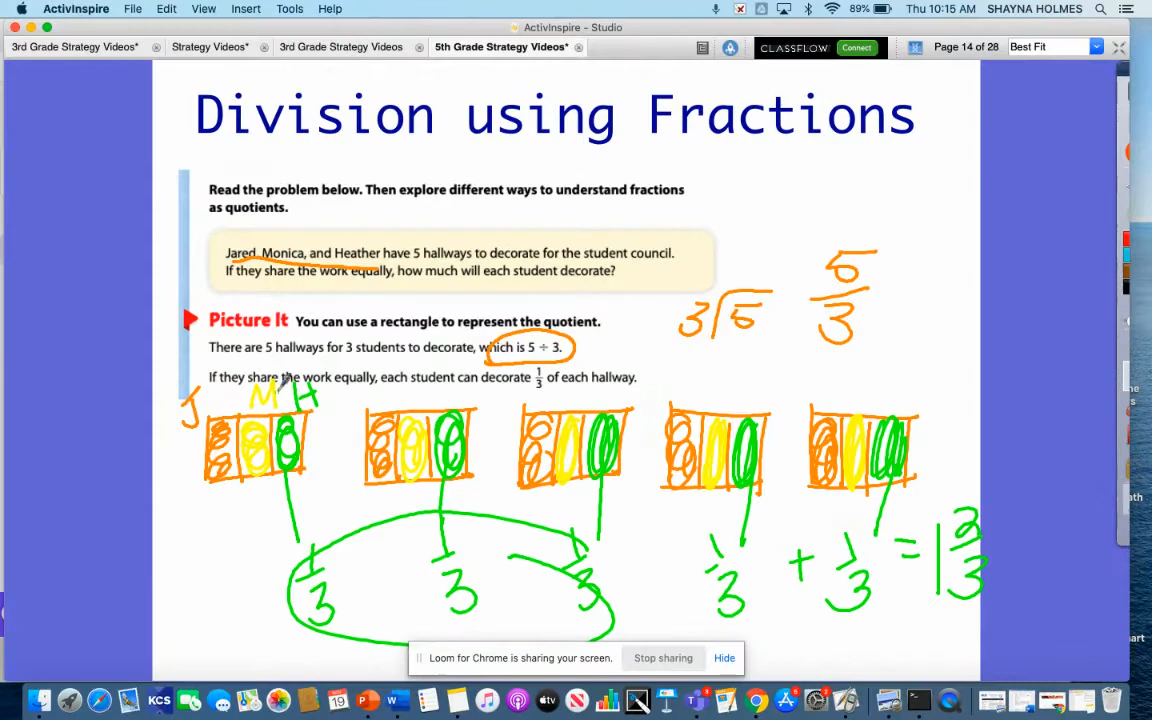 ActivInspire File Edit View Insert Tools Help 89% Thu 10:15 AM SHAYNA HOLMES
ActivInspire - Studio
3rd Grade Strategy Videos* Strategy Videos* 3rd Grade Strategy Videos 5th Grade Strategy Videos* CLASSFLOW Connect Page 14 of 28 Best Fit
Division using Fractions
Read the problem below. Then explore different ways to understand fractions
as quotients.
Jared, Monica, and Heather have 5 hallways to decorate for the student council.
If they share the work equally, how much will each student decorate?
3 5 5/3
Picture It You can use a rectangle to represent the quotient.
There are 5 hallways for 3 students to decorate, which is 5 ÷ 3.
If they share the work equally, each student can decorate 1/3 of each hallway.
J M H
1/3 1/3 1/3 1/3 + 1/3 = 1 2/3
Loom for Chrome is sharing your screen. Stop sharing Hide
KCS